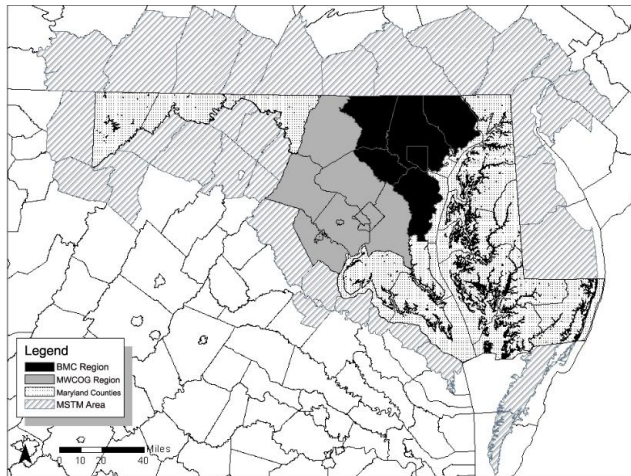 Legend
BMC Region
MWCOG Region
Maryland Counties
MSTM Area
Miles
0 10 20 40